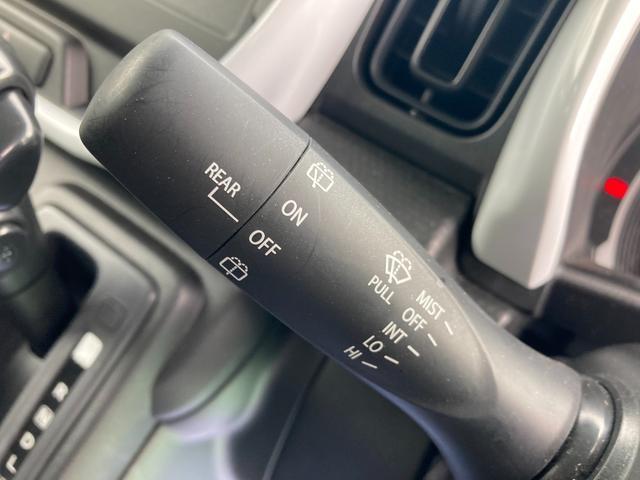 REAR
ON
OFF
PULL
MIST
OFF
INT
LO
HI